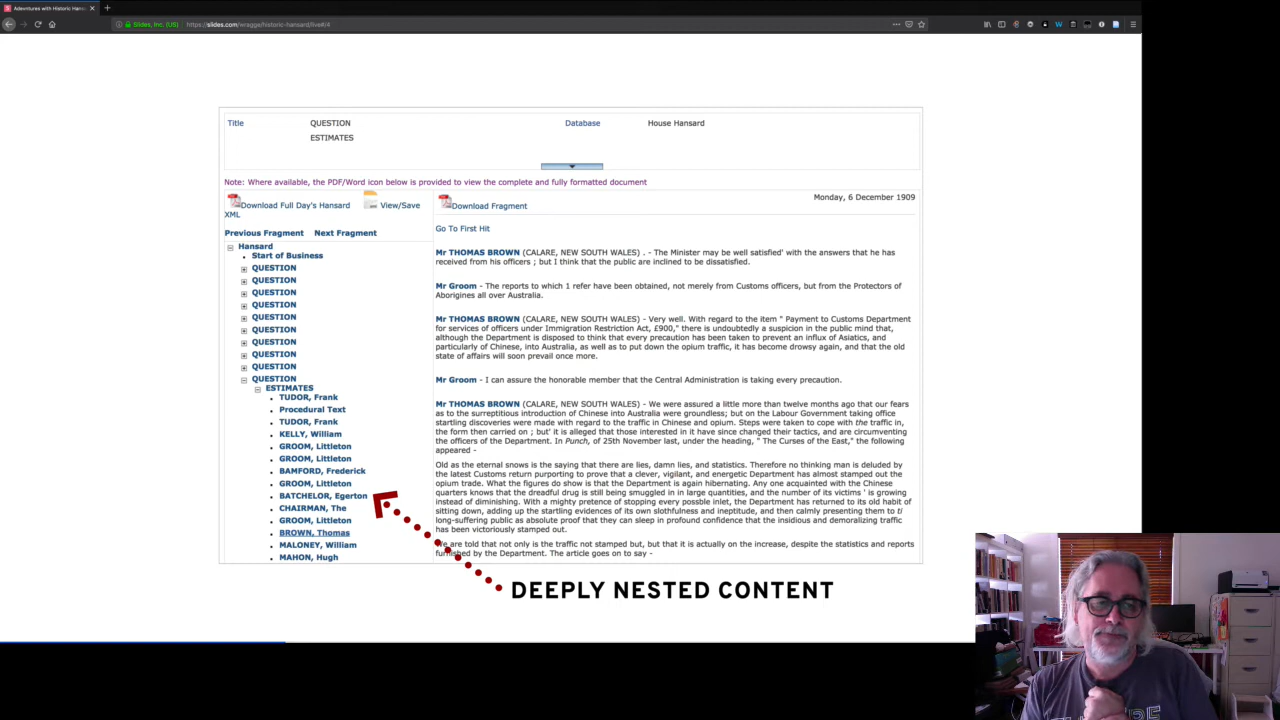 Adevntures with Historic Hans
Slides, Inc. (US)
https://slides.com/wragge/historic-hansard/live#/4
Title
QUESTION
ESTIMATES
Database
House Hansard
Note: Where available, the PDF/Word icon below is provided to view the complete and fully formatted document
Download Full Day's Hansard
View/Save
XML
Previous Fragment
Next Fragment
Hansard
Start of Business
QUESTION
QUESTION
QUESTION
QUESTION
QUESTION
QUESTION
QUESTION
QUESTION
QUESTION
QUESTION
ESTIMATES
TUDOR, Frank
Procedural Text
TUDOR, Frank
KELLY, William
GROOM, Littleton
GROOM, Littleton
BAMFORD, Frederick
GROOM, Littleton
BATCHELOR, Egerton
CHAIRMAN, The
GROOM, Littleton
BROWN, Thomas
MALONEY, William
MAHON, Hugh
Download Fragment
Monday, 6 December 1909
Go To First Hit
Mr THOMAS BROWN (CALARE, NEW SOUTH WALES) . - The Minister may be well satisfied' with the answers that he has
received from his officers ; but I think that the public are inclined to be dissatisfied.
Mr Groom - The reports to which 1 refer have been obtained, not merely from Customs officers, but from the Protectors of
Aborigines all over Australia.
Mr THOMAS BROWN (CALARE, NEW SOUTH WALES) - Very well. With regard to the item " Payment to Customs Department
for services of officers under Immigration Restriction Act, £900," there is undoubtedly a suspicion in the public mind that,
although the Department is disposed to think that every precaution has been taken to prevent an influx of Asiatics, and
particularly of Chinese, into Australia, as well as to put down the opium traffic, it has become drowsy again, and that the old
state of affairs will soon prevail once more.
Mr Groom - I can assure the honorable member that the Central Administration is taking every precaution.
Mr THOMAS BROWN (CALARE, NEW SOUTH WALES) - We were assured a little more than twelve months ago that our fears
as to the surreptitious introduction of Chinese into Australia were groundless; but on the Labour Government taking office
startling discoveries were made with regard to the traffic in Chinese and opium. Steps were taken to cope with the traffic in,
the form then carried on ; but' it is alleged that those interested in it have since changed their tactics, and are circumventing
the officers of the Department. In Punch, of 25th November last, under the heading, " The Curses of the East," the following
appeared -
Old as the eternal snows is the saying that there are lies, damn lies, and statistics. Therefore no thinking man is deluded by
the latest Customs return purporting to prove that a clever, vigilant, and energetic Department has almost stamped out the
opium trade. What the figures do show is that the Department is again hibernating. Any one acquainted with the Chinese
quarters knows that the dreadful drug is still being smuggled in in large quantities, and the number of its victims ' is growing
instead of diminishing. With a mighty pretence of stopping every possble inlet, the Department has returned to its old habit of
sitting down, adding up the startling evidences of its own slothfulness and ineptitude, and then calmly presenting them to ti
long-suffering public as absolute proof that they can sleep in profound confidence that the insidious and demoralizing traffic
has been victoriously stamped out.
We are told that not only is the traffic not stamped but, but that it is actually on the increase, despite the statistics and reports
furnished by the Department. The article goes on to say -
DEEPLY NESTED CONTENT